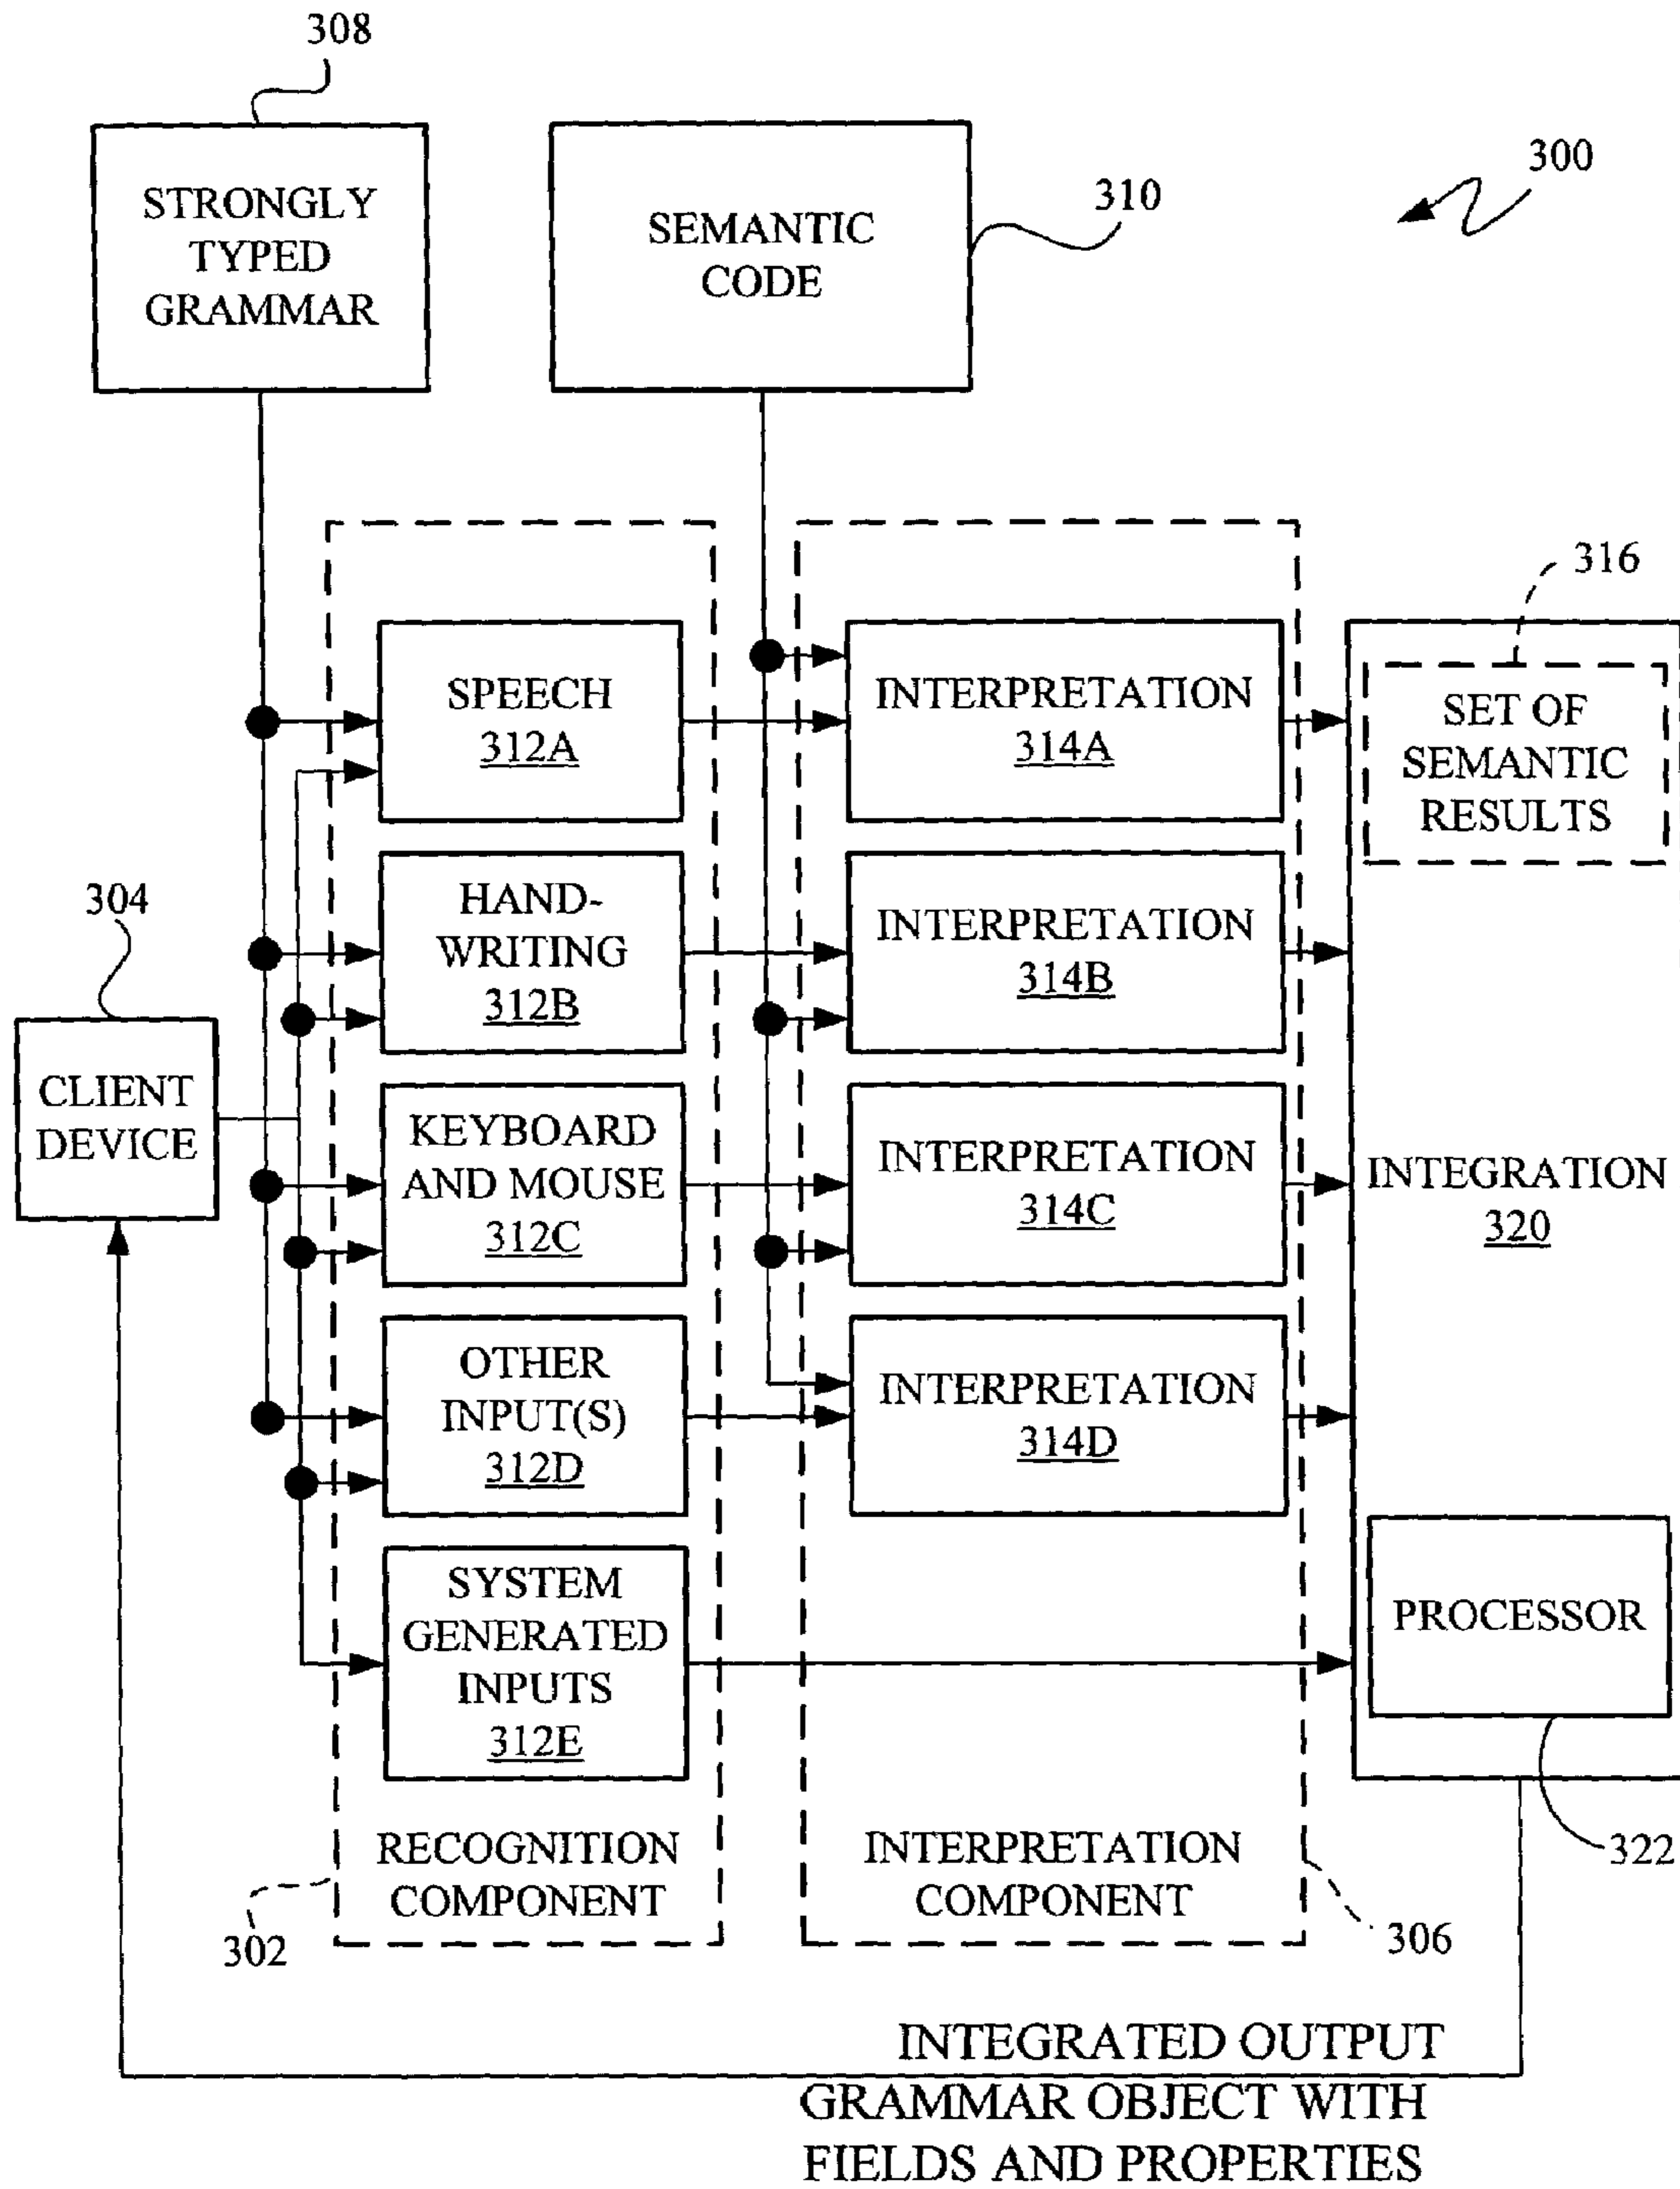 308
STRONGLY
TYPED
GRAMMAR
SEMANTIC
CODE
310
300
316
SPEECH
312A
INTERPRETATION
314A
SET OF
SEMANTIC
RESULTS
304
HAND-
WRITING
312B
INTERPRETATION
314B
CLIENT
DEVICE
KEYBOARD
AND MOUSE
312C
INTERPRETATION
314C
INTEGRATION
320
OTHER
INPUT(S)
312D
INTERPRETATION
314D
SYSTEM
GENERATED
INPUTS
312E
PROCESSOR
322
RECOGNITION
COMPONENT
302
INTERPRETATION
COMPONENT
306
INTEGRATED OUTPUT
GRAMMAR OBJECT WITH
FIELDS AND PROPERTIES